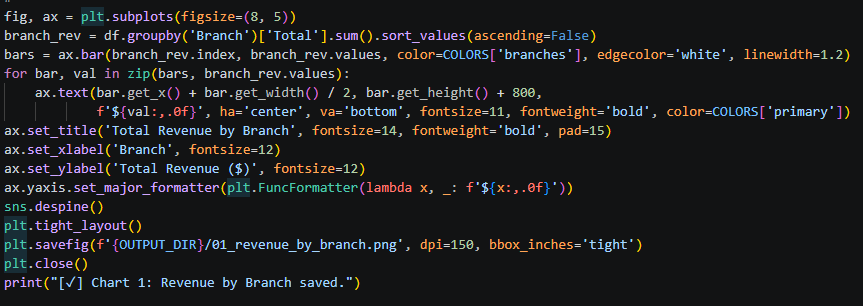 fig, ax = plt.subplots(figsize=(8, 5))
branch_rev = df.groupby('Branch')['Total'].sum().sort_values(ascending=False)
bars = ax.bar(branch_rev.index, branch_rev.values, color=COLORS['branches'], edgecolor='white', linewidth=1.2)
for bar, val in zip(bars, branch_rev.values):
    ax.text(bar.get_x() + bar.get_width() / 2, bar.get_height() + 800,
            f'${val:,.0f}', ha='center', va='bottom', fontsize=11, fontweight='bold', color=COLORS['primary'])
ax.set_title('Total Revenue by Branch', fontsize=14, fontweight='bold', pad=15)
ax.set_xlabel('Branch', fontsize=12)
ax.set_ylabel('Total Revenue ($)', fontsize=12)
ax.yaxis.set_major_formatter(plt.FuncFormatter(lambda x, _: f'${x:,.0f}'))
sns.despine()
plt.tight_layout()
plt.savefig(f'{OUTPUT_DIR}/01_revenue_by_branch.png', dpi=150, bbox_inches='tight')
plt.close()
print("[✓] Chart 1: Revenue by Branch saved.")